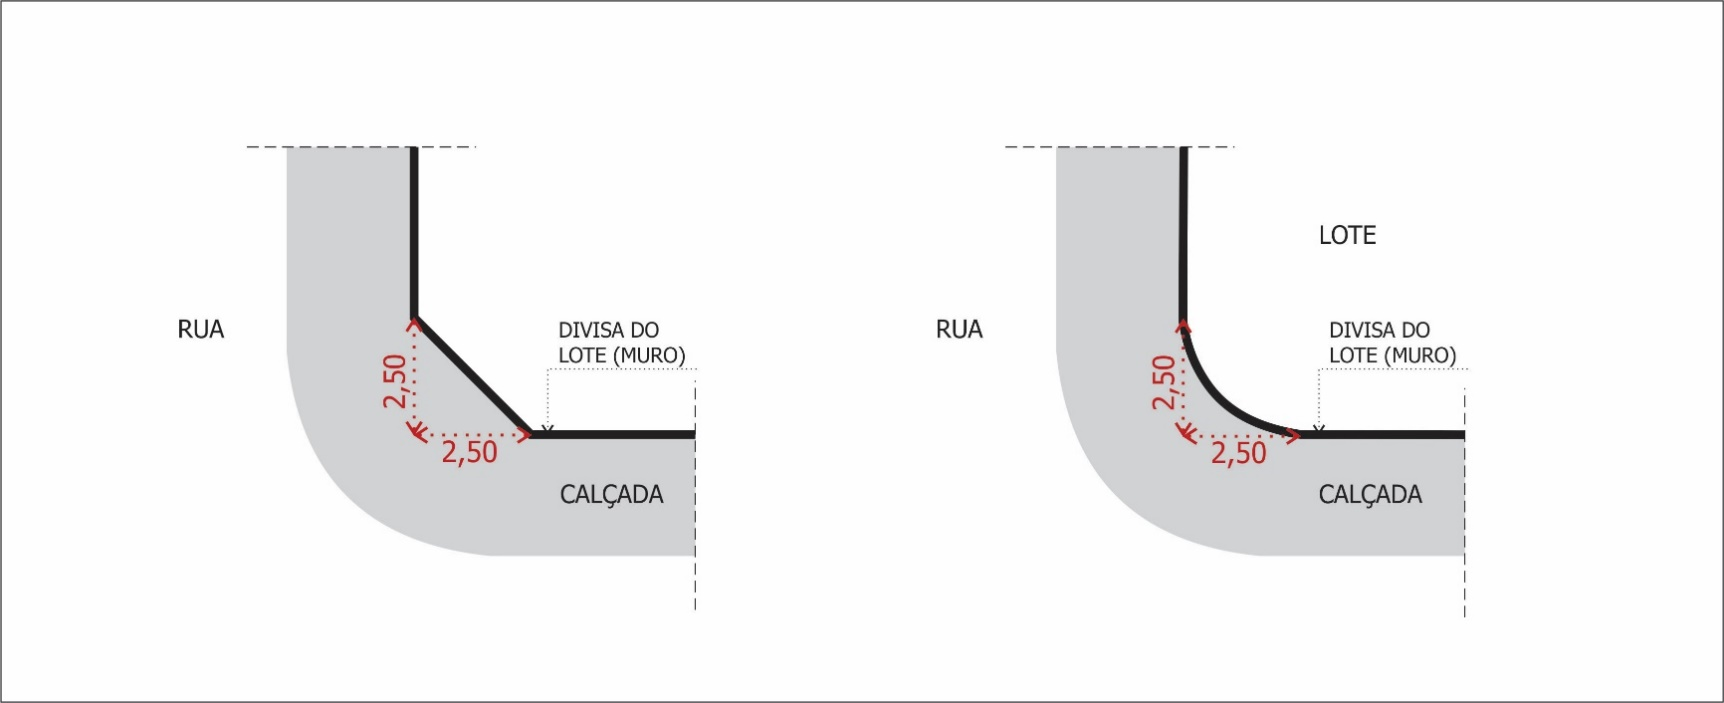 RUA
DIVISA DO
LOTE (MURO)
2,50
2,50
CALÇADA
LOTE
RUA
DIVISA DO
LOTE (MURO)
2,50
2,50
CALÇADA